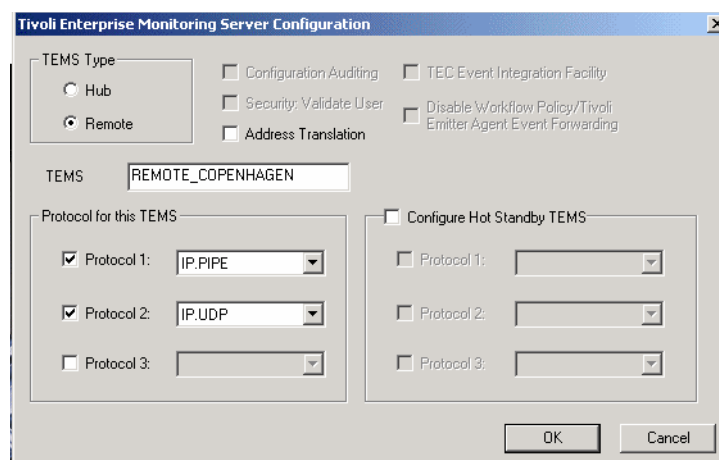 Tivoli Enterprise Monitoring Server Configuration
TEMS Type
Hub
Remote
Configuration Auditing
Security: Validate User
Address Translation
TEC Event Integration Facility
Disable Workflow Policy/Tivoli
Emitter Agent Event Forwarding
TEMS REMOTE_COPENHAGEN
Protocol for this TEMS
Protocol 1: IP.PIPE
Protocol 2: IP.UDP
Protocol 3:
Configure Hot Standby TEMS
Protocol 1:
Protocol 2:
Protocol 3:
OK Cancel